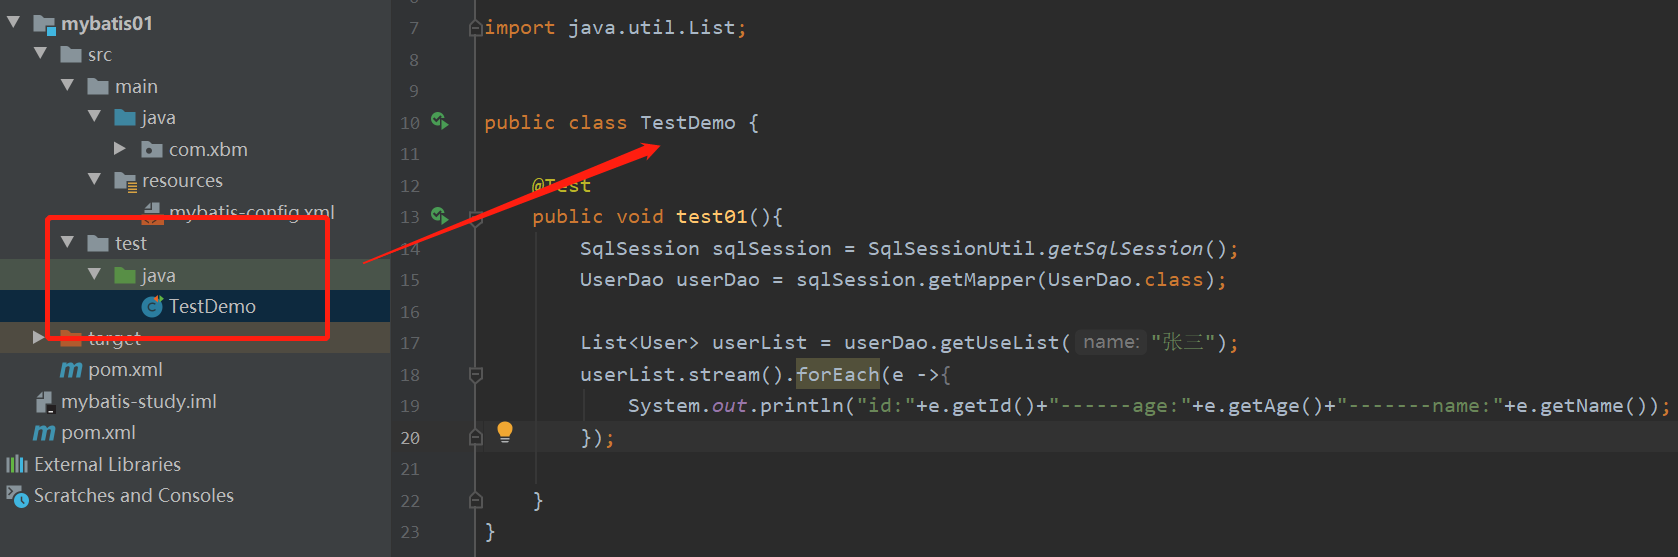 mybatis01
src
main
java
com.xbm
resources
mybatis-config.xml
test
java
TestDemo
target
pom.xml
mybatis-study.iml
pom.xml
External Libraries
Scratches and Consoles
7 import java.util.List;
8
9
10 public class TestDemo {
11
12 @Test
13 public void test01(){
14 SqlSession sqlSession = SqlSessionUtil.getSqlSession();
15 UserDao userDao = sqlSession.getMapper(UserDao.class);
16
17 List<User> userList = userDao.getUseList( name: "张三");
18 userList.stream().forEach(e ->{
19 System.out.println("id:"+e.getId()+"------age:"+e.getAge()+"-------name:"+e.getName());
20 });
21
22 }
23 }